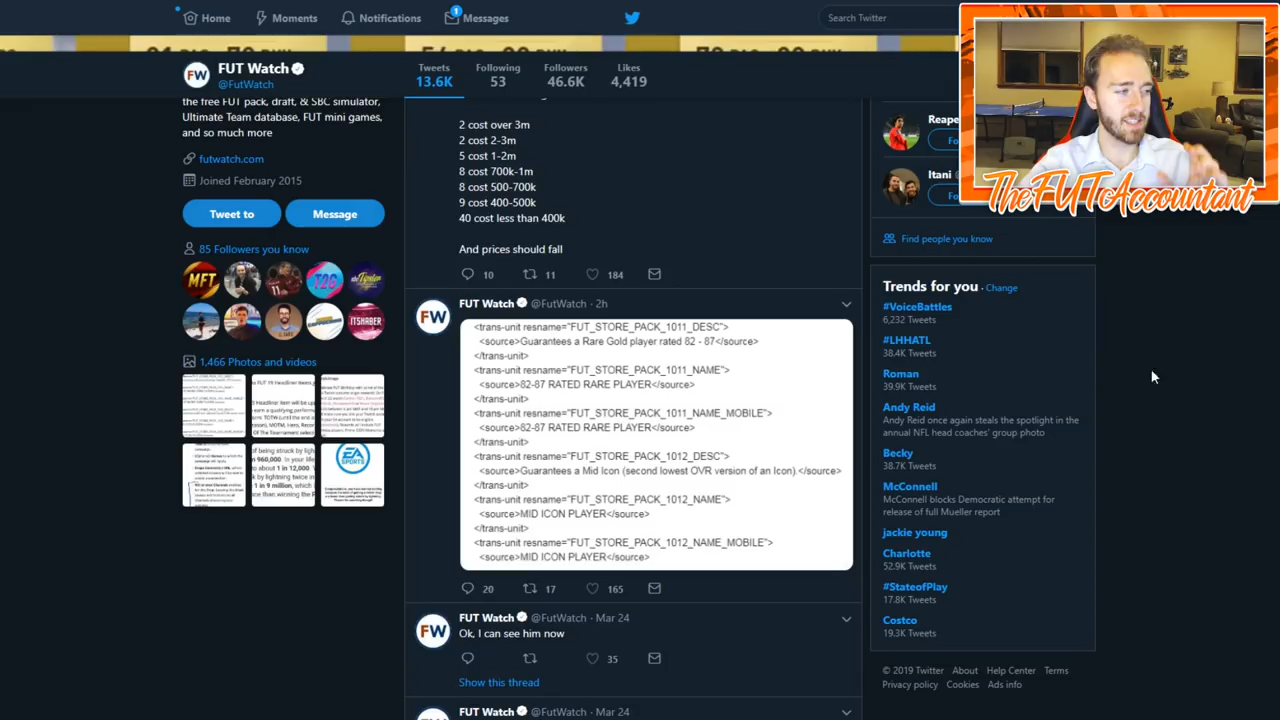 Home
Moments
Notifications
1
Messages
Search Twitter
FW
FUT Watch
@FutWatch
Tweets
13.6K
Following
53
Followers
46.6K
Likes
4,419
the free FUT pack, draft, & SBC simulator,
Ultimate Team database, FUT mini games,
and so much more
futwatch.com
Joined February 2015
Tweet to
Message
85 Followers you know
MFT
T2G
ITSHABER
1,466 Photos and videos
EA
SPORTS
2 cost over 3m
2 cost 2-3m
5 cost 1-2m
8 cost 700k-1m
8 cost 500-700k
9 cost 400-500k
40 cost less than 400k
And prices should fall
10
11
184
FW
FUT Watch @FutWatch · 2h
<trans-unit resname="FUT_STORE_PACK_1011_DESC">
<source>Guarantees a Rare Gold player rated 82 - 87</source>
</trans-unit>
<trans-unit resname="FUT_STORE_PACK_1011_NAME">
<source>82-87 RATED RARE PLAYER</source>
</trans-unit>
<trans-unit resname="FUT_STORE_PACK_1011_NAME_MOBILE">
<source>82-87 RATED RARE PLAYER</source>
</trans-unit>
<trans-unit resname="FUT_STORE_PACK_1012_DESC">
<source>Guarantees a Mid Icon (second lowest OVR version of an Icon).</source>
</trans-unit>
<trans-unit resname="FUT_STORE_PACK_1012_NAME">
<source>MID ICON PLAYER</source>
</trans-unit>
<trans-unit resname="FUT_STORE_PACK_1012_NAME_MOBILE">
<source>MID ICON PLAYER</source>
20
17
165
FW
FUT Watch @FutWatch · Mar 24
Ok, I can see him now
35
Show this thread
FUT Watch @FutWatch · Mar 24
TheFUTAccountant
Reape
Fo
Itani
Fo
Find people you know
Trends for you · Change
#VoiceBattles
6,232 Tweets
#LHHATL
38.4K Tweets
Roman
39.9K Tweets
Andy Reid
Andy Reid once again steals the spotlight in the
annual NFL head coaches' group photo
Becky
38.7K Tweets
McConnell
McConnell blocks Democratic attempt for
release of full Mueller report
jackie young
Charlotte
52.9K Tweets
#StateofPlay
17.8K Tweets
Costco
19.3K Tweets
© 2019 Twitter About Help Center Terms
Privacy policy Cookies Ads info